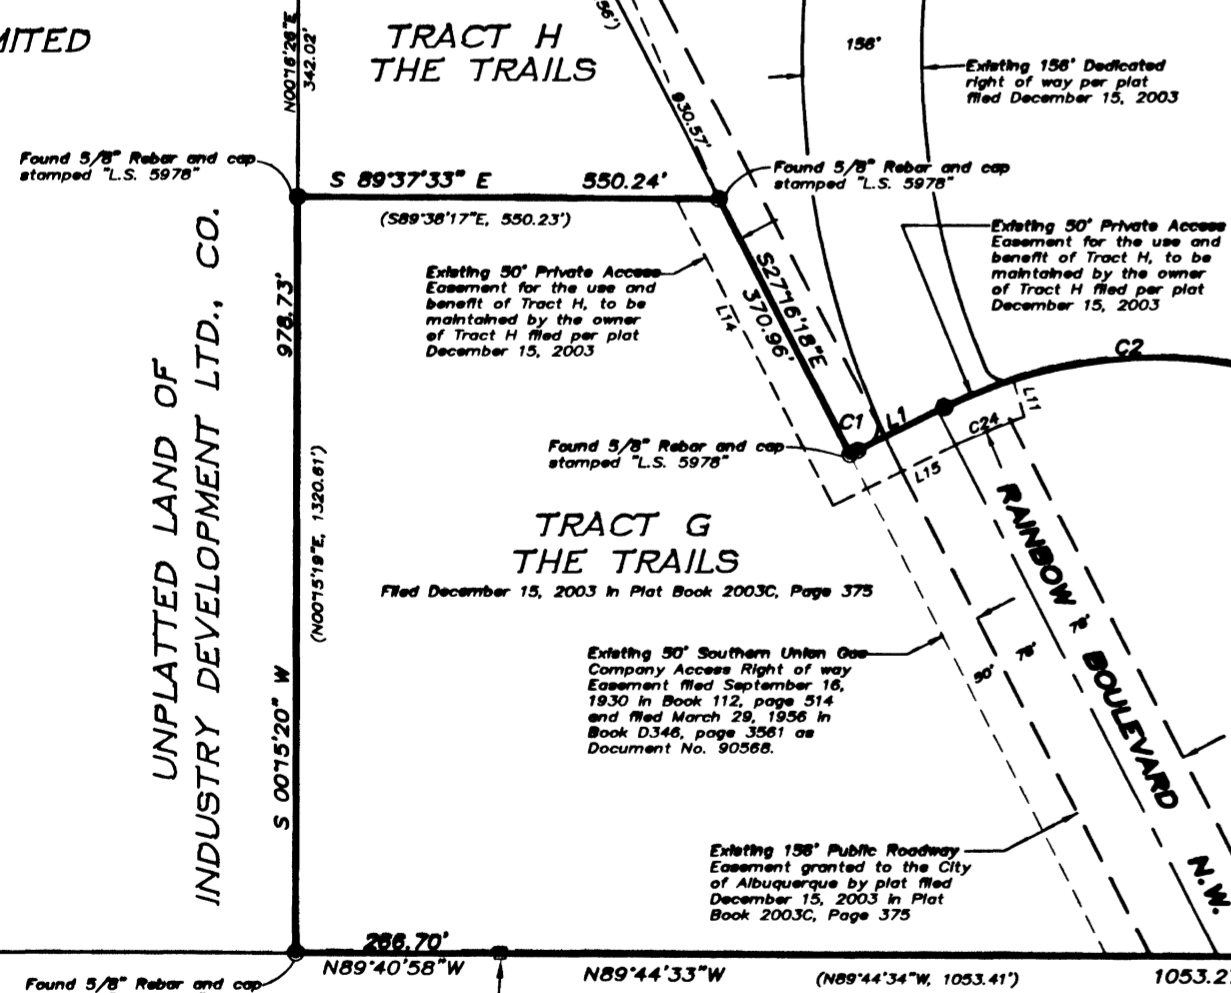 MITED
N00°16'26"E
342.02'
TRACT H
THE TRAILS
56')
930.57'
156'
Existing 156' Dedicated
right of way per plat
filed December 15, 2003
Found 5/8" Rebar and cap
stamped "L.S. 5978"
S 89°37'33" E
550.24'
(S89°38'17"E, 550.23')
Found 5/8" Rebar and cap
stamped "L.S. 5978"
Existing 50' Private Access
Easement for the use and
benefit of Tract H, to be
maintained by the owner
of Tract H filed per plat
December 15, 2003
Existing 50' Private Access
Easement for the use and
benefit of Tract H, to be
maintained by the owner
of Tract H filed per plat
December 15, 2003
L14
S27°16'18"E
370.96'
978.73'
C2
C1
L1
L11
C24
L15
Found 5/8" Rebar and cap
stamped "L.S. 5978"
UNPLATTED LAND OF
INDUSTRY DEVELOPMENT LTD., CO.
(N00°15'19"E, 1320.61')
TRACT G
THE TRAILS
Filed December 15, 2003 in Plat Book 2003C, Page 375
RAINBOW BOULEVARD N.W.
78'
78'
50'
Existing 50' Southern Union Gas
Company Access Right of way
Easement filed September 16,
1930 in Book 112, page 514
and filed March 29, 1956 in
Book D346, page 3561 as
Document No. 90568.
S 00°15'20" W
Existing 156' Public Roadway
Easement granted to the City
of Albuquerque by plat filed
December 15, 2003 in Plat
Book 2003C, Page 375
266.70'
N89°40'58"W
N89°44'33"W
(N89°44'34"W, 1053.41')
1053.2
Found 5/8" Rebar and cap